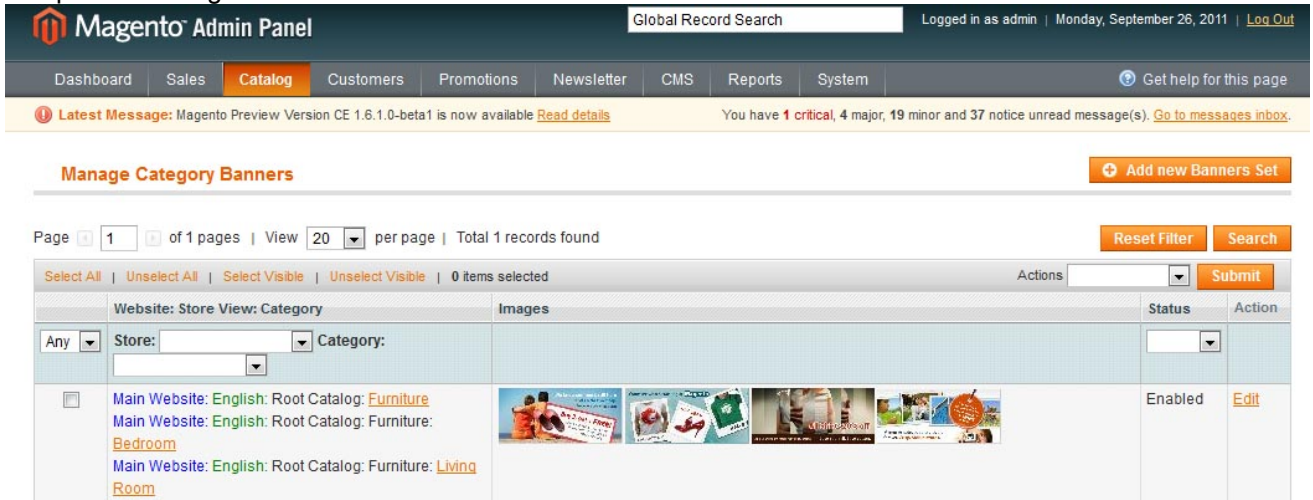 Magento Admin Panel
Global Record Search
Logged in as admin | Monday, September 26, 2011 | Log Out
Dashboard Sales Catalog Customers Promotions Newsletter CMS Reports System Get help for this page
Latest Message: Magento Preview Version CE 1.6.1.0-beta1 is now available Read details You have 1 critical, 4 major, 19 minor and 37 notice unread message(s). Go to messages inbox.
Manage Category Banners
Add new Banners Set
Page 1 of 1 pages | View 20 per page | Total 1 records found
Reset Filter Search
Select All | Unselect All | Select Visible | Unselect Visible | 0 items selected Actions Submit
Website: Store View: Category Images Status Action
Any Store: Category:
Main Website: English: Root Catalog: Furniture Enabled Edit
Main Website: English: Root Catalog: Furniture:
Bedroom
Main Website: English: Root Catalog: Furniture: Living
Room